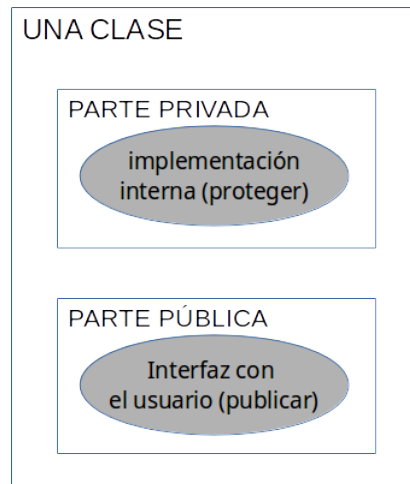 UNA CLASE
PARTE PRIVADA
implementación
interna (proteger)
PARTE PÚBLICA
Interfaz con
el usuario (publicar)